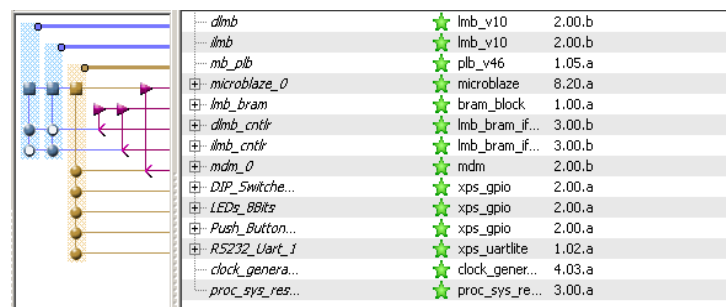 dlmb lmb_v10 2.00.b
ilmb lmb_v10 2.00.b
mb_plb plb_v46 1.05.a
microblaze_0 microblaze 8.20.a
lmb_bram bram_block 1.00.a
dlmb_cntlr lmb_bram_if... 3.00.b
ilmb_cntlr lmb_bram_if... 3.00.b
mdm_0 mdm 2.00.b
DIP_Switche... xps_gpio 2.00.a
LEDs_8Bits xps_gpio 2.00.a
Push_Button... xps_gpio 2.00.a
RS232_Uart_1 xps_uartlite 1.02.a
clock_genera... clock_gener... 4.03.a
proc_sys_res... proc_sys_re... 3.00.a